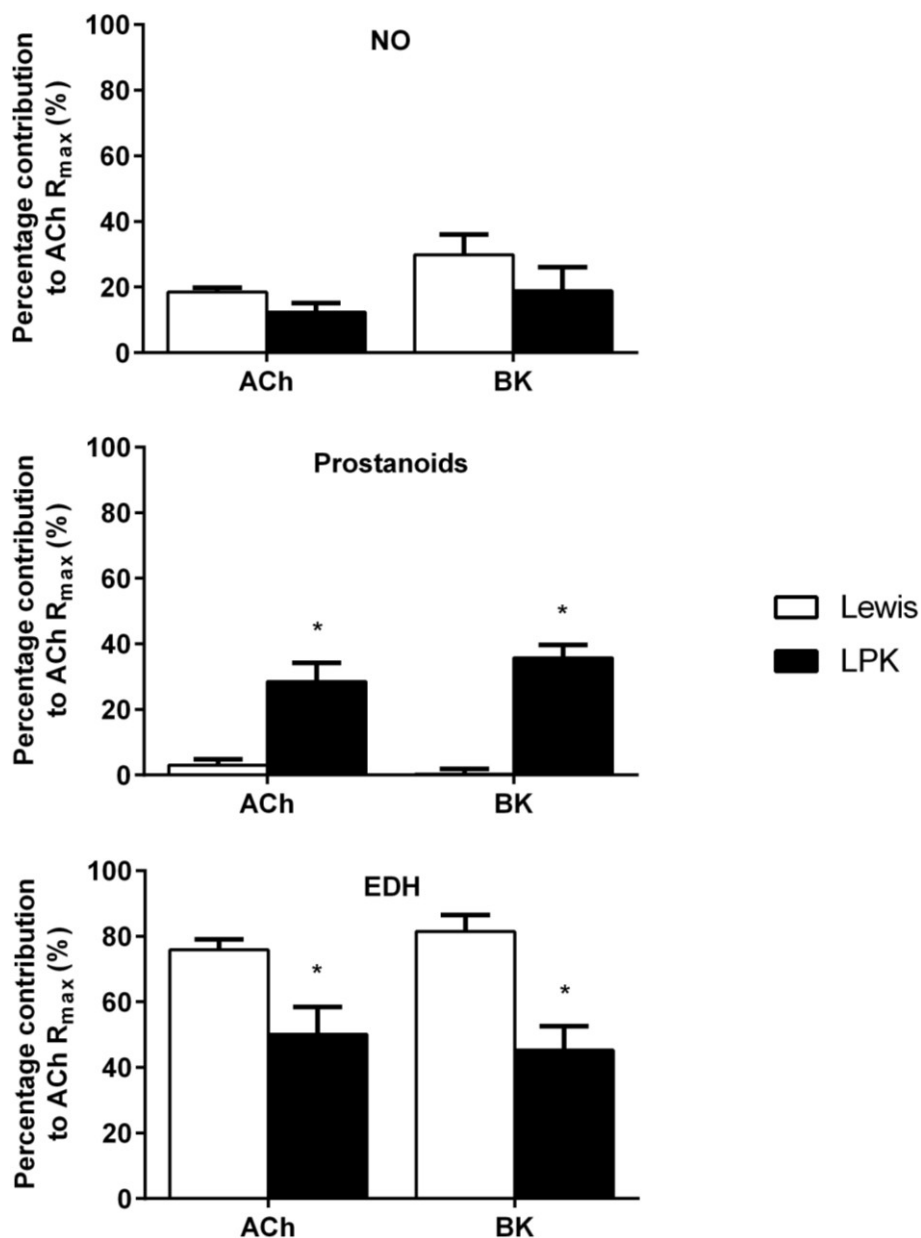 NO
Percentage contribution
to ACh Rmax (%)
100
80
60
40
20
0
ACh BK
Prostanoids
Percentage contribution
to ACh Rmax (%)
100
80
60
40
20
0
* *
ACh BK
Lewis
LPK
EDH
Percentage contribution
to ACh Rmax (%)
100
80
60
40
20
0
* *
ACh BK